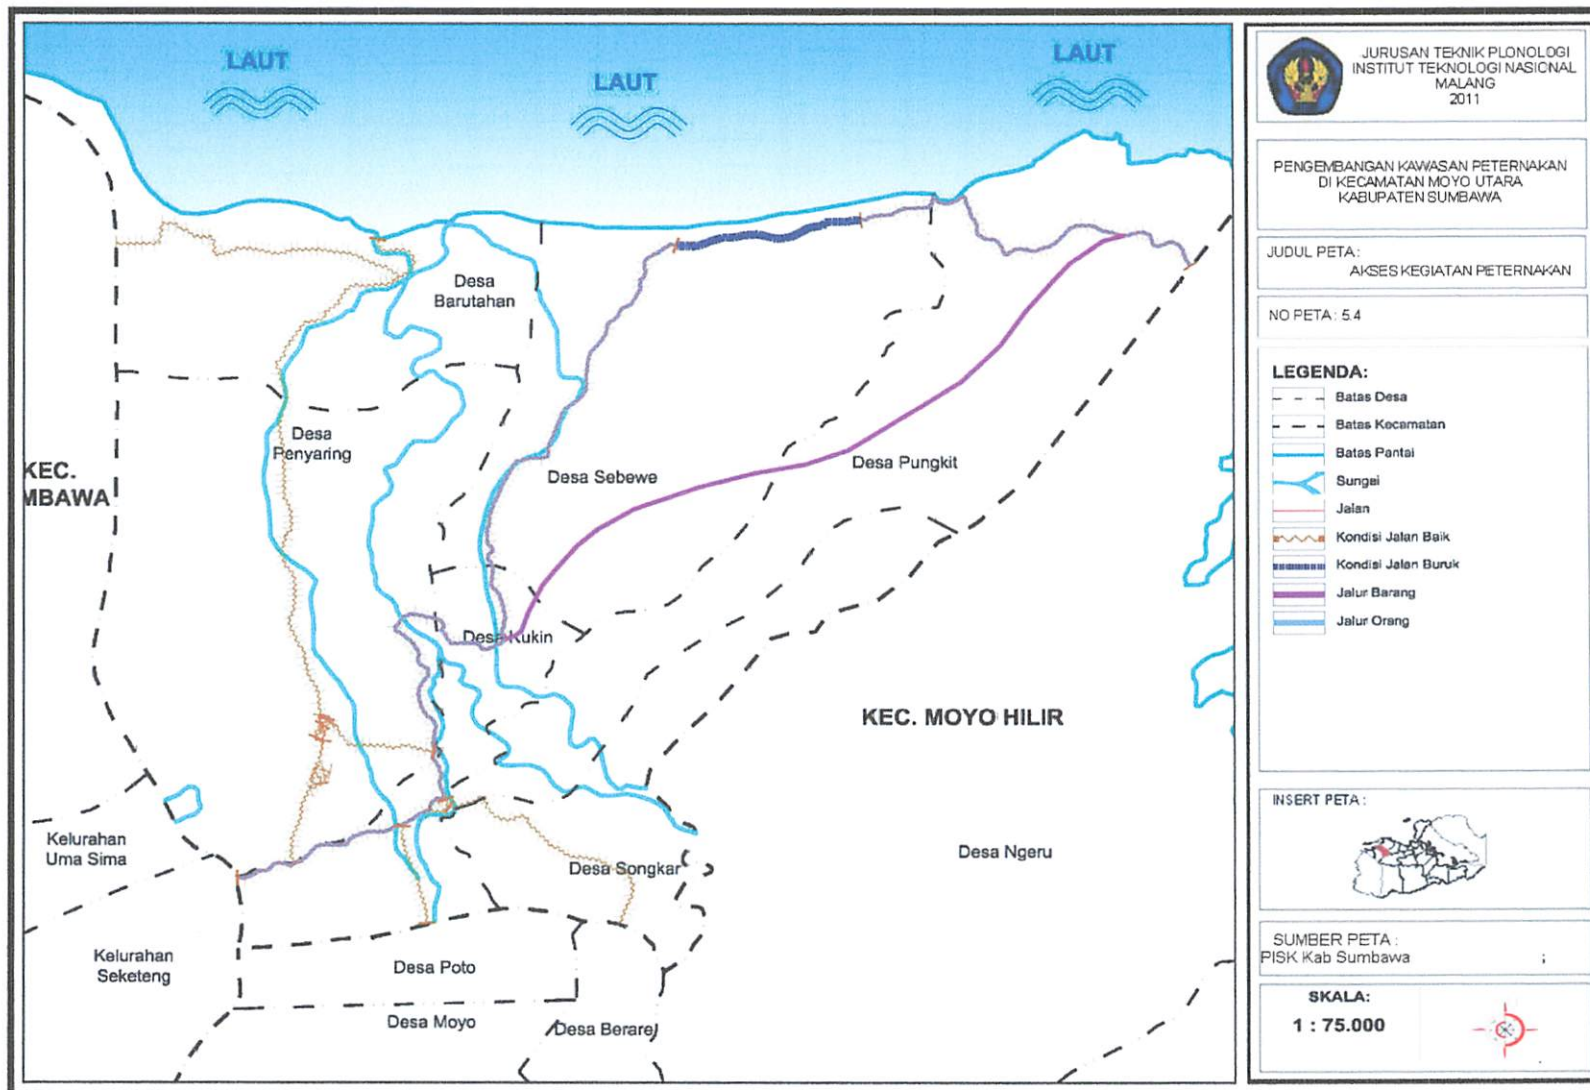 LAUT
LAUT
LAUT
Desa
Barutahan
Desa
Penyaring
KEC.
MBAWA
Desa Sebewe
Desa Pungkit
Desa Kukin
KEC. MOYO HILIR
Kelurahan
Uma Sima
Desa Songkar
Desa Ngeru
Kelurahan
Seketeng
Desa Poto
Desa Moyo
Desa Berare
JURUSAN TEKNIK PLONOLOGI
INSTITUT TEKNOLOGI NASIONAL
MALANG
2011
PENGEMBANGAN KAWASAN PETERNAKAN
DI KECAMATAN MOYO UTARA
KABUPATEN SUMBAWA
JUDUL PETA:
AKSES KEGIATAN PETERNAKAN
NO PETA: 5.4
LEGENDA:
Batas Desa
Batas Kecamatan
Batas Pantai
Sungai
Jalan
Kondisi Jalan Baik
Kondisi Jalan Buruk
Jalur Barang
Jalur Orang
INSERT PETA :
SUMBER PETA :
PISK Kab Sumbawa ;
SKALA:
1 : 75.000